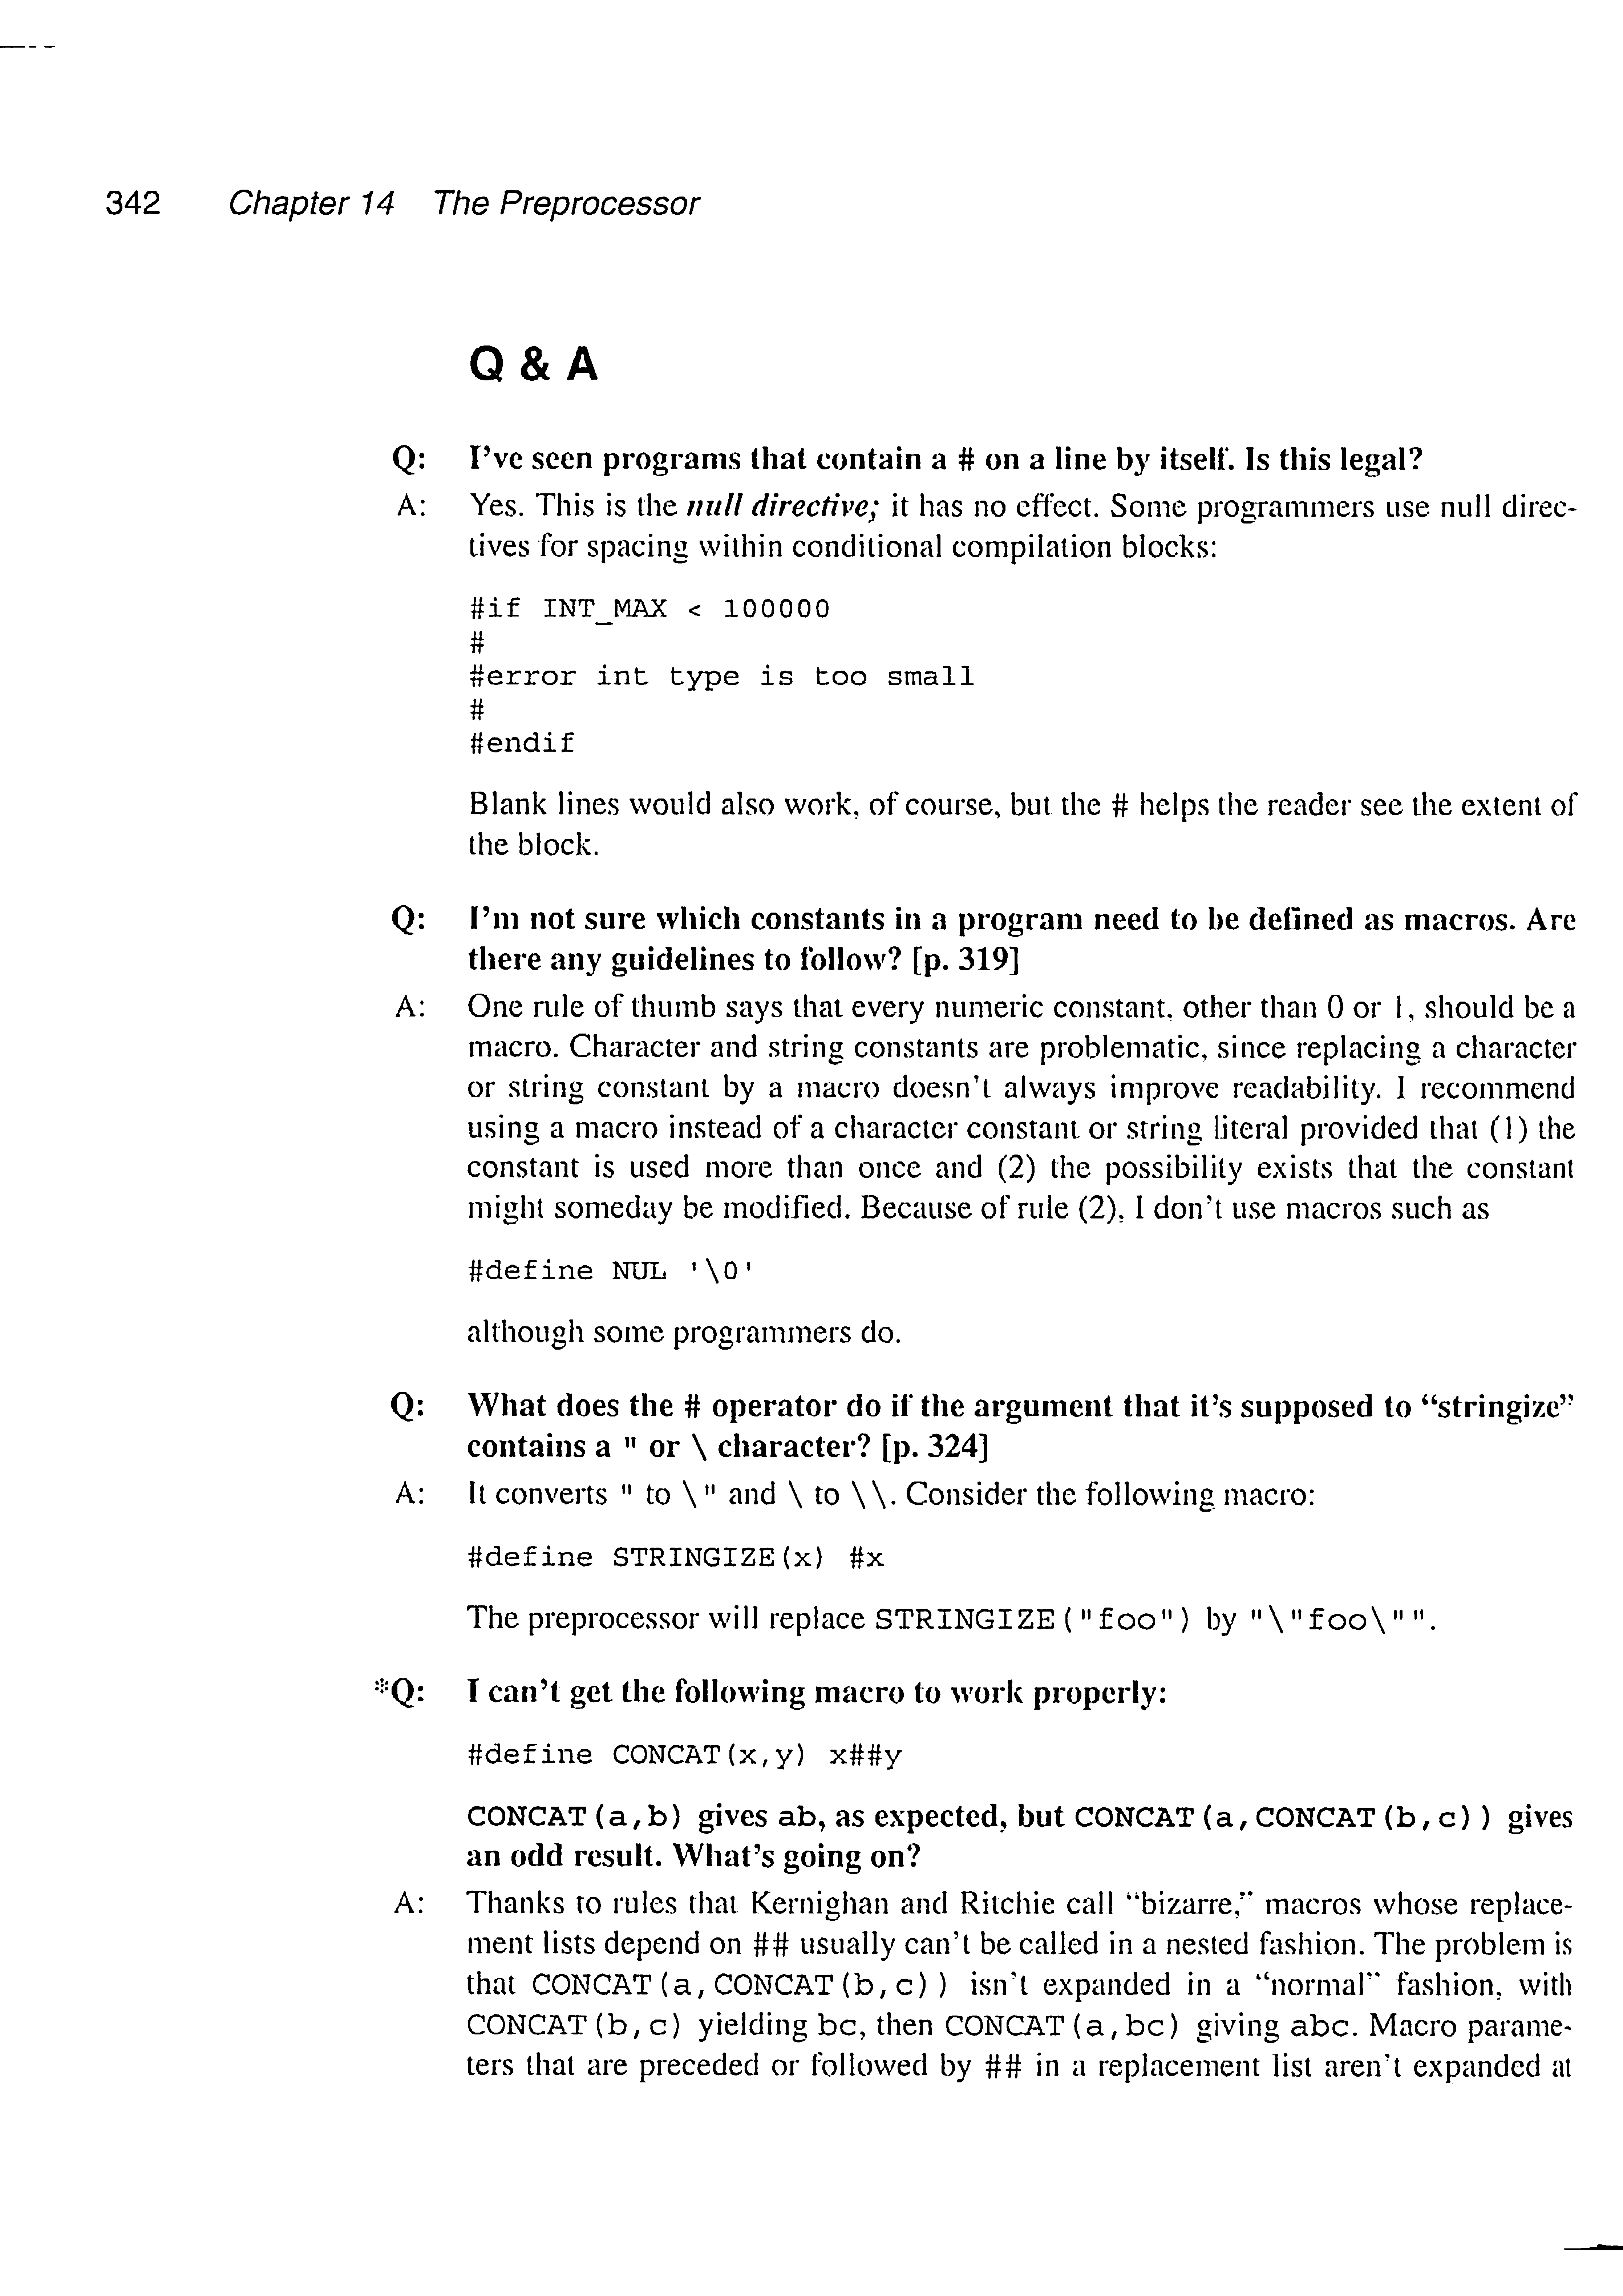 342 Chapter 14 The Preprocessor
Q & A
Q: I've seen programs that contain a # on a line by itself. Is this legal?
A: Yes. This is the null directive; it has no effect. Some programmers use null direc-
tives for spacing within conditional compilation blocks:
#if INT_MAX < 100000
#
#error int type is too small
#
#endif
Blank lines would also work, of course, but the # helps the reader see the extent of
the block.
Q: I'm not sure which constants in a program need to be defined as macros. Are
there any guidelines to follow? [p. 319]
A: One rule of thumb says that every numeric constant, other than 0 or 1, should be a
macro. Character and string constants are problematic, since replacing a character
or string constant by a macro doesn't always improve readability. I recommend
using a macro instead of a character constant or string literal provided that (1) the
constant is used more than once and (2) the possibility exists that the constant
might someday be modified. Because of rule (2), I don't use macros such as
#define NUL '\0'
although some programmers do.
Q: What does the # operator do if the argument that it's supposed to “stringize”
contains a " or \ character? [p. 324]
A: It converts " to \" and \ to \\. Consider the following macro:
#define STRINGIZE(x) #x
The preprocessor will replace STRINGIZE("foo") by "\"foo\"".
*Q: I can't get the following macro to work properly:
#define CONCAT(x,y) x##y
CONCAT(a,b) gives ab, as expected, but CONCAT(a,CONCAT(b,c)) gives
an odd result. What's going on?
A: Thanks to rules that Kernighan and Ritchie call “bizarre,” macros whose replace-
ment lists depend on ## usually can't be called in a nested fashion. The problem is
that CONCAT(a,CONCAT(b,c)) isn't expanded in a “normal” fashion, with
CONCAT(b,c) yielding bc, then CONCAT(a,bc) giving abc. Macro parame-
ters that are preceded or followed by ## in a replacement list aren't expanded at